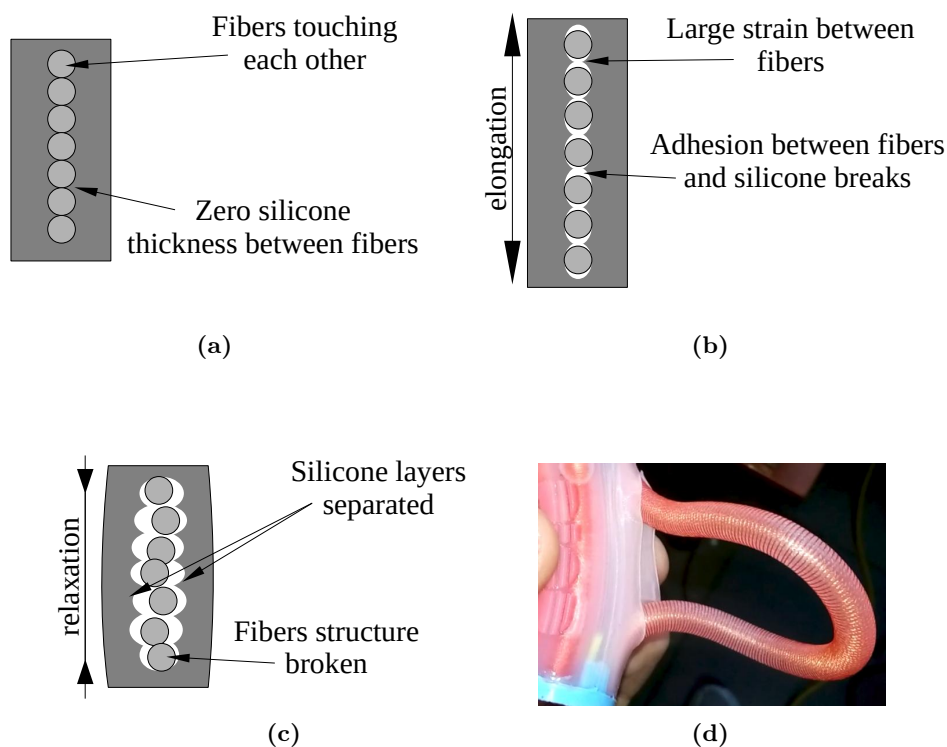 Fibers touching
each other
Zero silicone
thickness between fibers
(a)
elongation
Large strain between
fibers
Adhesion between fibers
and silicone breaks
(b)
relaxation
Silicone layers
separated
Fibers structure
broken
(c)
(d)